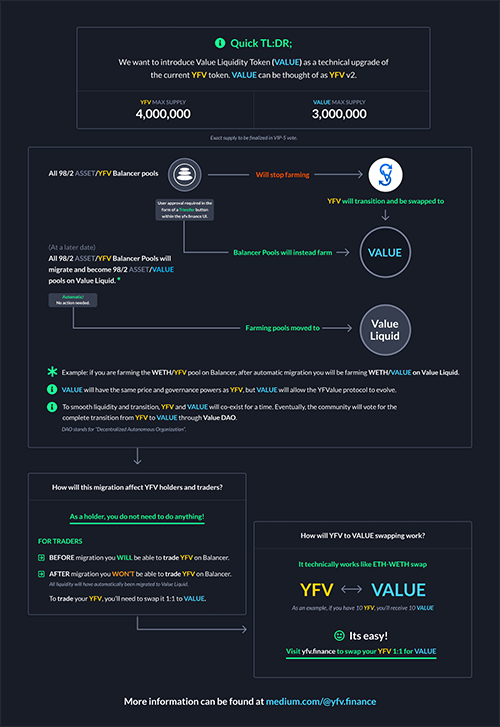 Quick TL:DR;
We want to introduce Value Liquidity Token (VALUE) as a technical upgrade of
the current YFV token. VALUE can be thought of as YFV v2.
YFV MAX SUPPLY
4,000,000
VALUE MAX SUPPLY
3,000,000
Exact supply to be finalized in VIP-5 vote.
All 98/2 ASSET/YFV Balancer pools
Will stop farming
User approval required in the
form of a Transfer button
within the yfv.finance UI.
YFV will transition and be swapped to
Balancer Pools will instead farm
VALUE
(At a later date)
All 98/2 ASSET/YFV Balancer Pools will
migrate and become 98/2 ASSET/VALUE
pools on Value Liquid. *
Automatic!
No action needed.
Farming pools moved to
Value
Liquid
Example: if you are farming the WETH/YFV pool on Balancer, after automatic migration you will be farming WETH/VALUE on Value Liquid.
VALUE will have the same price and governance powers as YFV, but VALUE will allow the YFValue protocol to evolve.
To smooth liquidity and transition, YFV and VALUE will co-exist for a time. Eventually, the community will vote for the
complete transition from YFV to VALUE through Value DAO.
DAO stands for "Decentralized Autonomous Organization".
How will this migration affect YFV holders and traders?
As a holder, you do not need to do anything!
FOR TRADERS
BEFORE migration you WILL be able to trade YFV on Balancer.
AFTER migration you WON'T be able to trade YFV on Balancer.
All liquidity will have automatically been migrated to Value Liquid.
To trade your YFV, you'll need to swap it 1:1 to VALUE.
How will YFV to VALUE swapping work?
It technically works like ETH-WETH swap
YFV
VALUE
As an example, if you have 10 YFV, you'll receive 10 VALUE
Its easy!
Visit yfv.finance to swap your YFV 1:1 for VALUE
More information can be found at medium.com/@yfv.finance